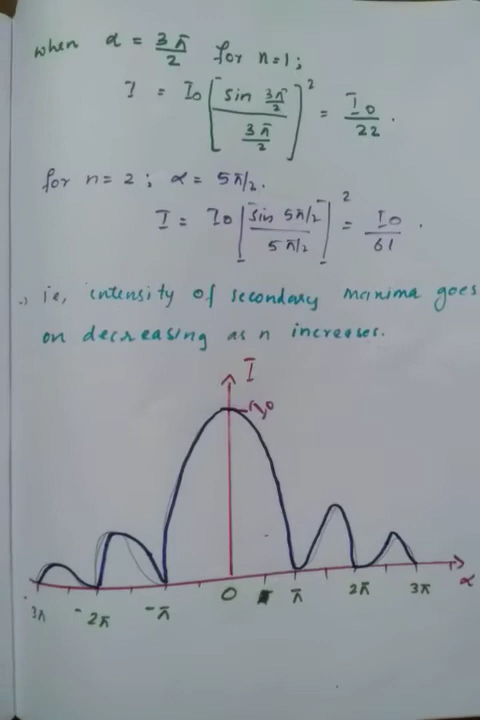 when α = 3π/2 for n=1;
I = I0 [sin 3π/2 / 3π/2]² = I0/22.
for n=2; α = 5π/2.
I = I0 [sin 5π/2 / 5π/2]² = I0/61.
ie, intensity of secondary maxima goes
on decreasing as n increases.
I
3π -2π -π 0 π 2π 3π α